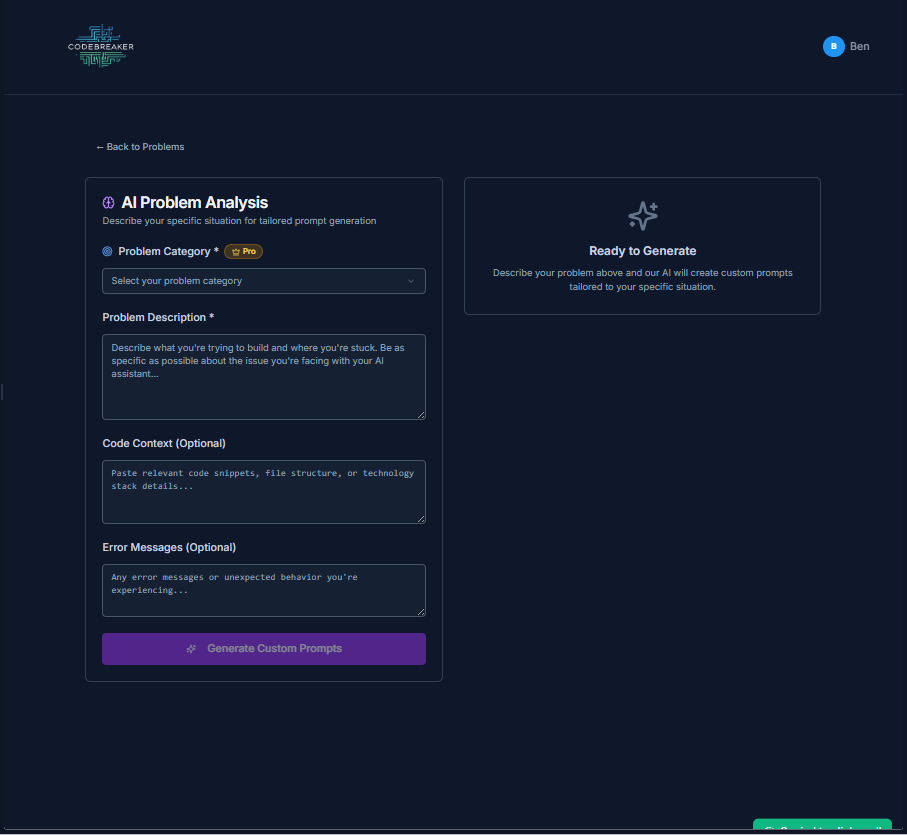 CODEBREAKER
B
Ben
← Back to Problems
AI Problem Analysis
Describe your specific situation for tailored prompt generation
Problem Category * Pro
Select your problem category
Problem Description *
Describe what you're trying to build and where you're stuck. Be as
specific as possible about the issue you're facing with your AI
assistant...
Code Context (Optional)
Paste relevant code snippets, file structure, or technology
stack details...
Error Messages (Optional)
Any error messages or unexpected behavior you're
experiencing...
Generate Custom Prompts
Ready to Generate
Describe your problem above and our AI will create custom prompts
tailored to your specific situation.